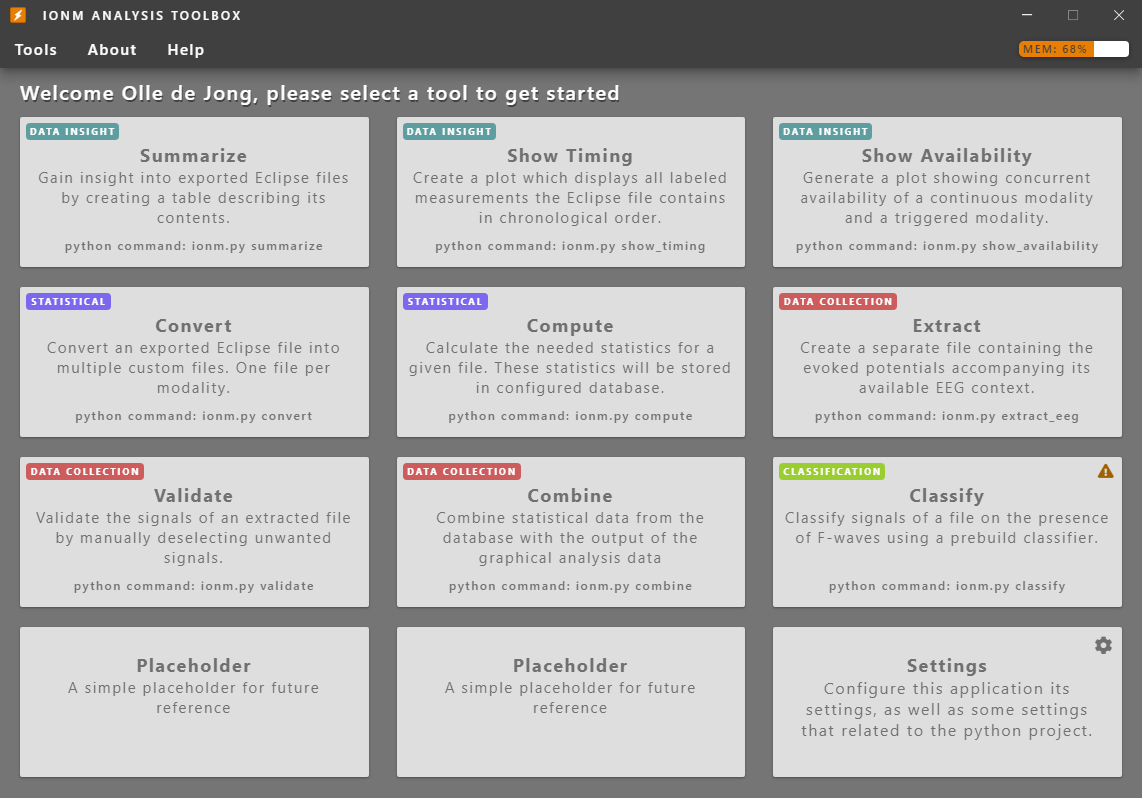 IONM ANALYSIS TOOLBOX
Tools About Help
MEM: 68%
Welcome Olle de Jong, please select a tool to get started
DATA INSIGHT
Summarize
Gain insight into exported Eclipse files
by creating a table describing its
contents.
python command: ionm.py summarize
DATA INSIGHT
Show Timing
Create a plot which displays all labeled
measurements the Eclipse file contains
in chronological order.
python command: ionm.py show_timing
DATA INSIGHT
Show Availability
Generate a plot showing concurrent
availability of a continuous modality
and a triggered modality.
python command: ionm.py show_availability
STATISTICAL
Convert
Convert an exported Eclipse file into
multiple custom files. One file per
modality.
python command: ionm.py convert
STATISTICAL
Compute
Calculate the needed statistics for a
given file. These statistics will be stored
in configured database.
python command: ionm.py compute
DATA COLLECTION
Extract
Create a separate file containing the
evoked potentials accompanying its
available EEG context.
python command: ionm.py extract_eeg
DATA COLLECTION
Validate
Validate the signals of an extracted file
by manually deselecting unwanted
signals.
python command: ionm.py validate
DATA COLLECTION
Combine
Combine statistical data from the
database with the output of the
graphical analysis data
python command: ionm.py combine
CLASSIFICATION
Classify
Classify signals of a file on the presence
of F-waves using a prebuild classifier.
python command: ionm.py classify
Placeholder
A simple placeholder for future
reference
Placeholder
A simple placeholder for future
reference
Settings
Configure this application its
settings, as well as some settings
that related to the python project.